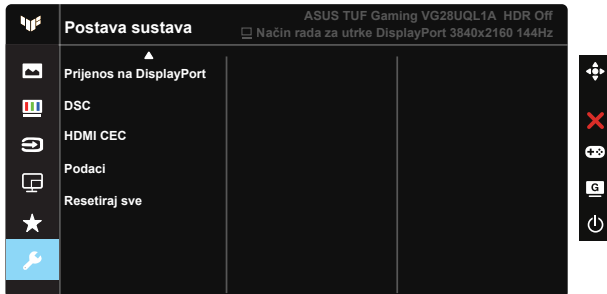 Postava sustava
ASUS TUF Gaming VG28UQL1A HDR Off
Način rada za utrke DisplayPort 3840x2160 144Hz
Prijenos na DisplayPort
DSC
HDMI CEC
Podaci
Resetiraj sve
G